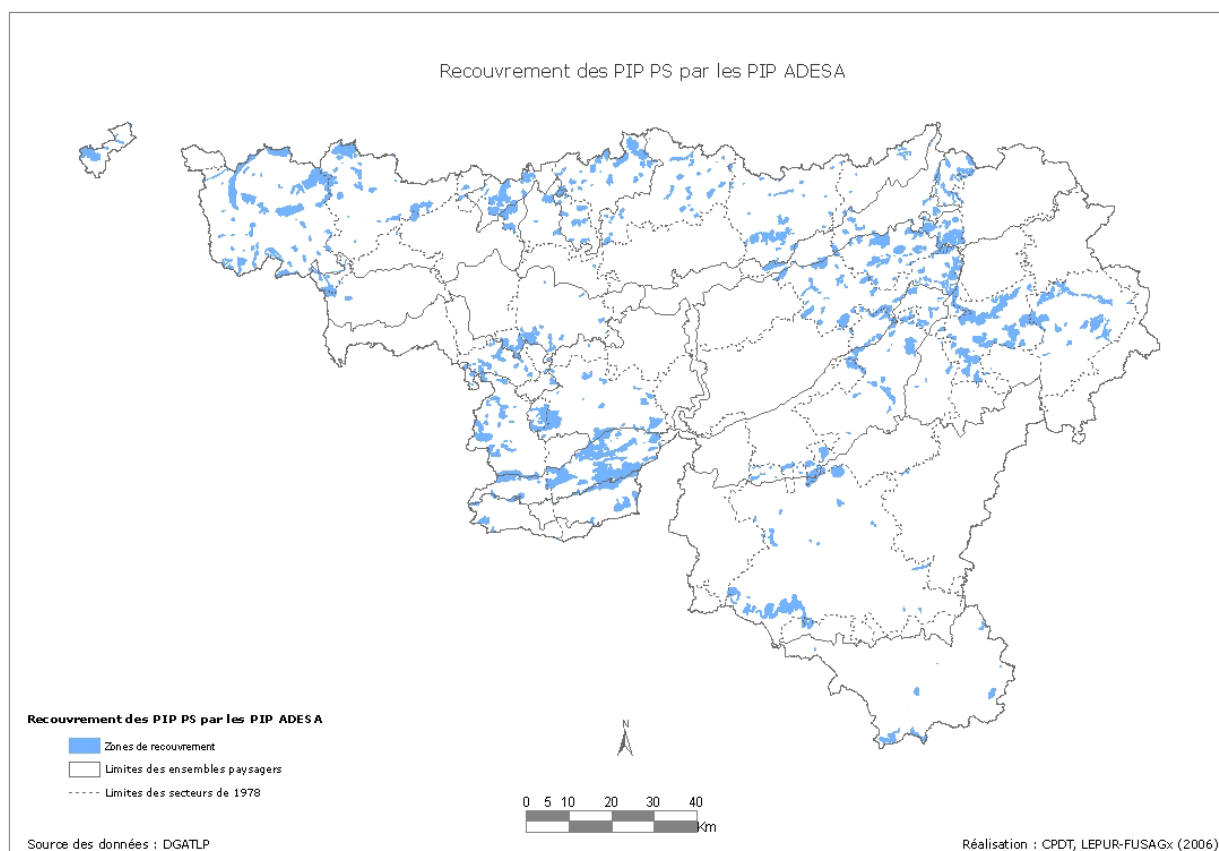 Recouvrement des PIP PS par les PIP ADESA
Recouvrement des PIP PS par les PIP ADESA
Zones de recouvrement
Limites des ensembles paysagers
Limites des secteurs de 1978
N
0 5 10 20 30 40
Km
Source des données : DGATLP
Réalisation : CPDT, LEPUR-FUSAGx (2006)